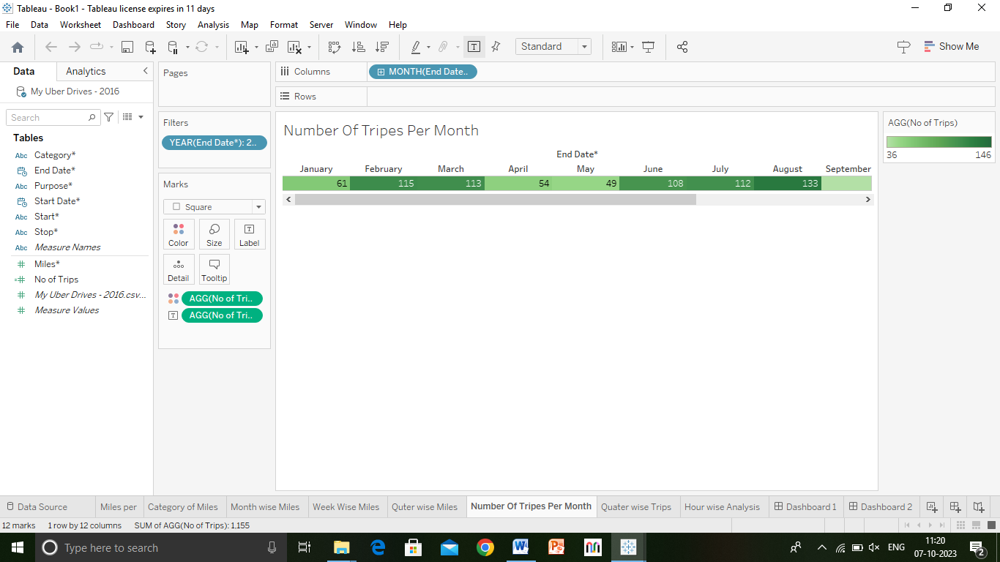 Tableau - Book1 - Tableau license expires in 11 days
File Data Worksheet Dashboard Story Analysis Map Format Server Window Help
Standard
Show Me
Data Analytics
My Uber Drives - 2016
Search
Tables
Abc Category*
End Date*
Abc Purpose*
Start Date*
Abc Start*
Abc Stop*
Abc Measure Names
Miles*
No of Trips
My Uber Drives - 2016.csv...
Measure Values
Pages
Filters
YEAR(End Date*): 2..
Marks
Square
Color Size Label
Detail Tooltip
AGG(No of Tri..
AGG(No of Tri..
Columns MONTH(End Date..
Rows
Number Of Tripes Per Month
End Date*
January February March April May June July August September
61 115 113 54 49 108 112 133
AGG(No of Trips)
36 146
Data Source Miles per Category of Miles Month wise Miles Week Wise Miles Quter wise Miles Number Of Tripes Per Month Quater wise Trips Hour wise Analysis Dashboard 1 Dashboard 2
12 marks 1 row by 12 columns SUM of AGG(No of Trips): 1,155
Type here to search
ENG
11:20
07-10-2023
2